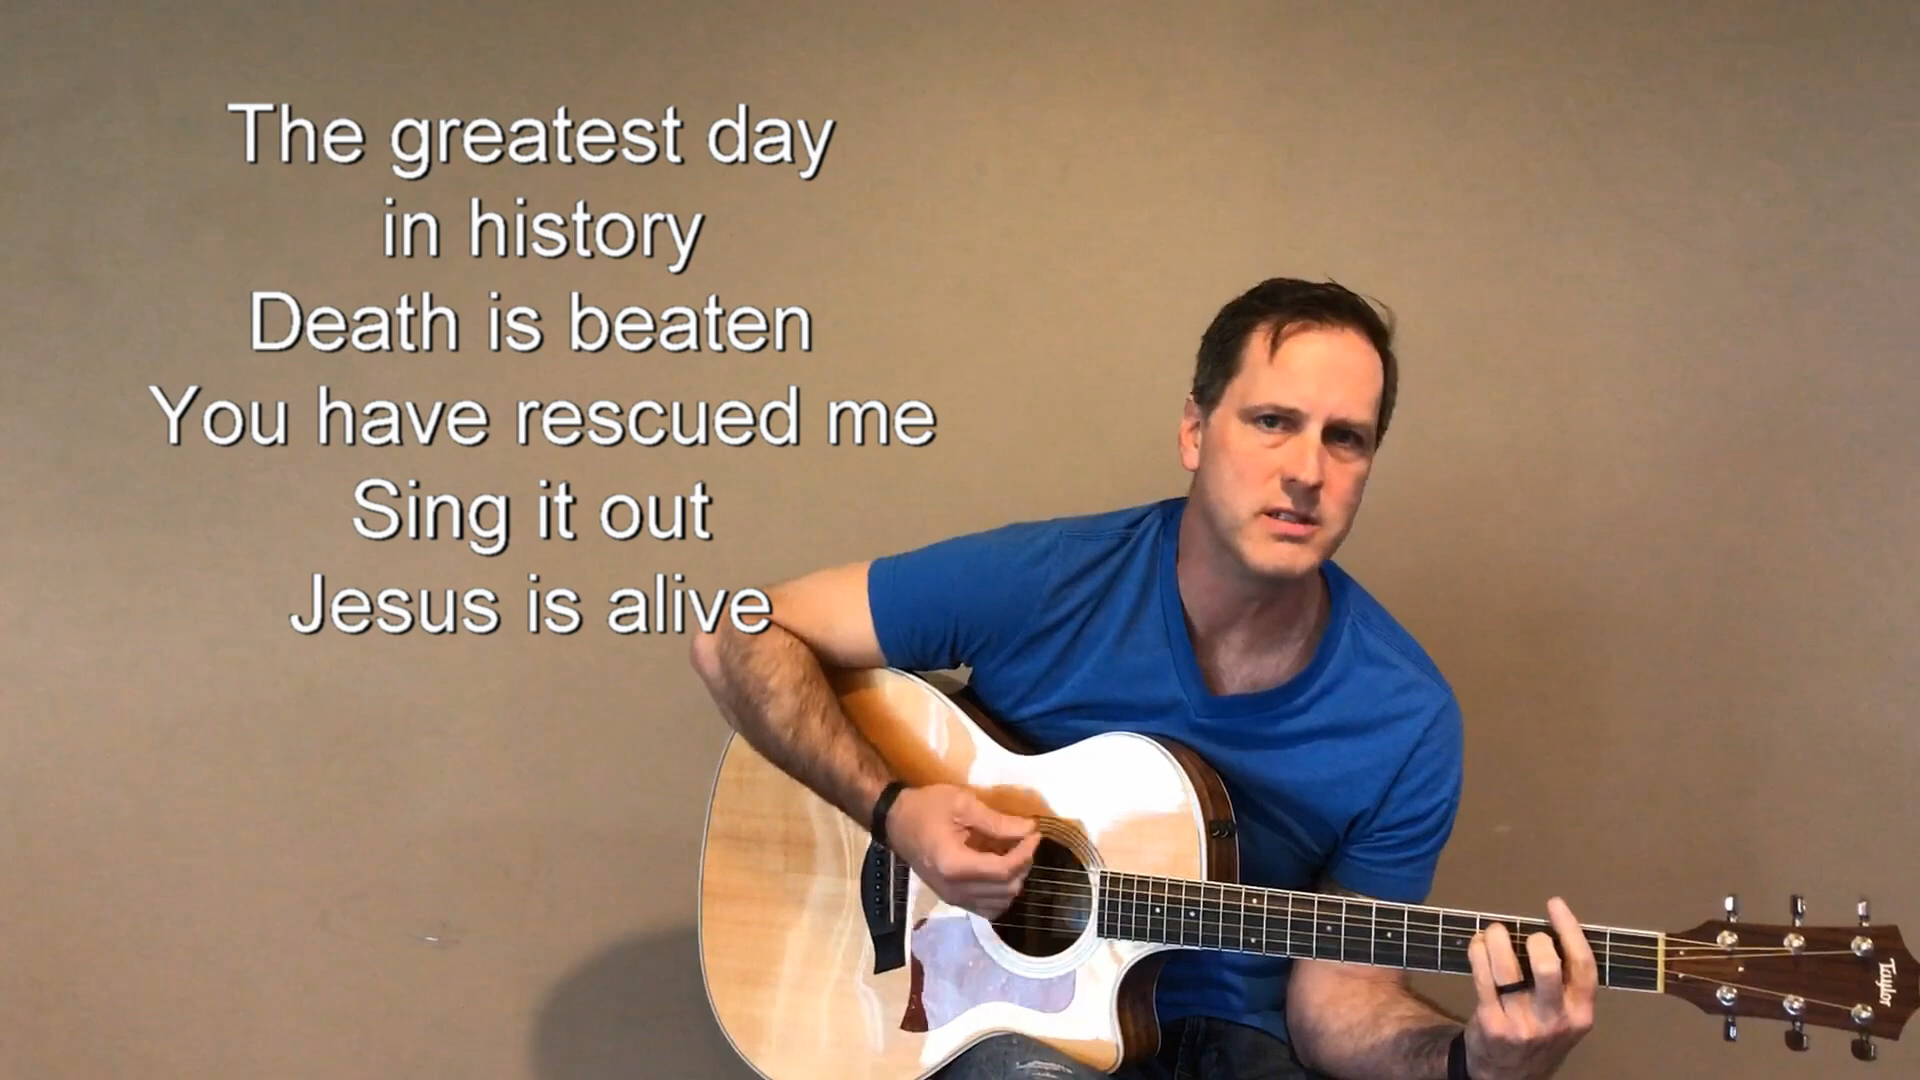 The greatest day
in history
Death is beaten
You have rescued me
Sing it out
Jesus is alive
Taylor